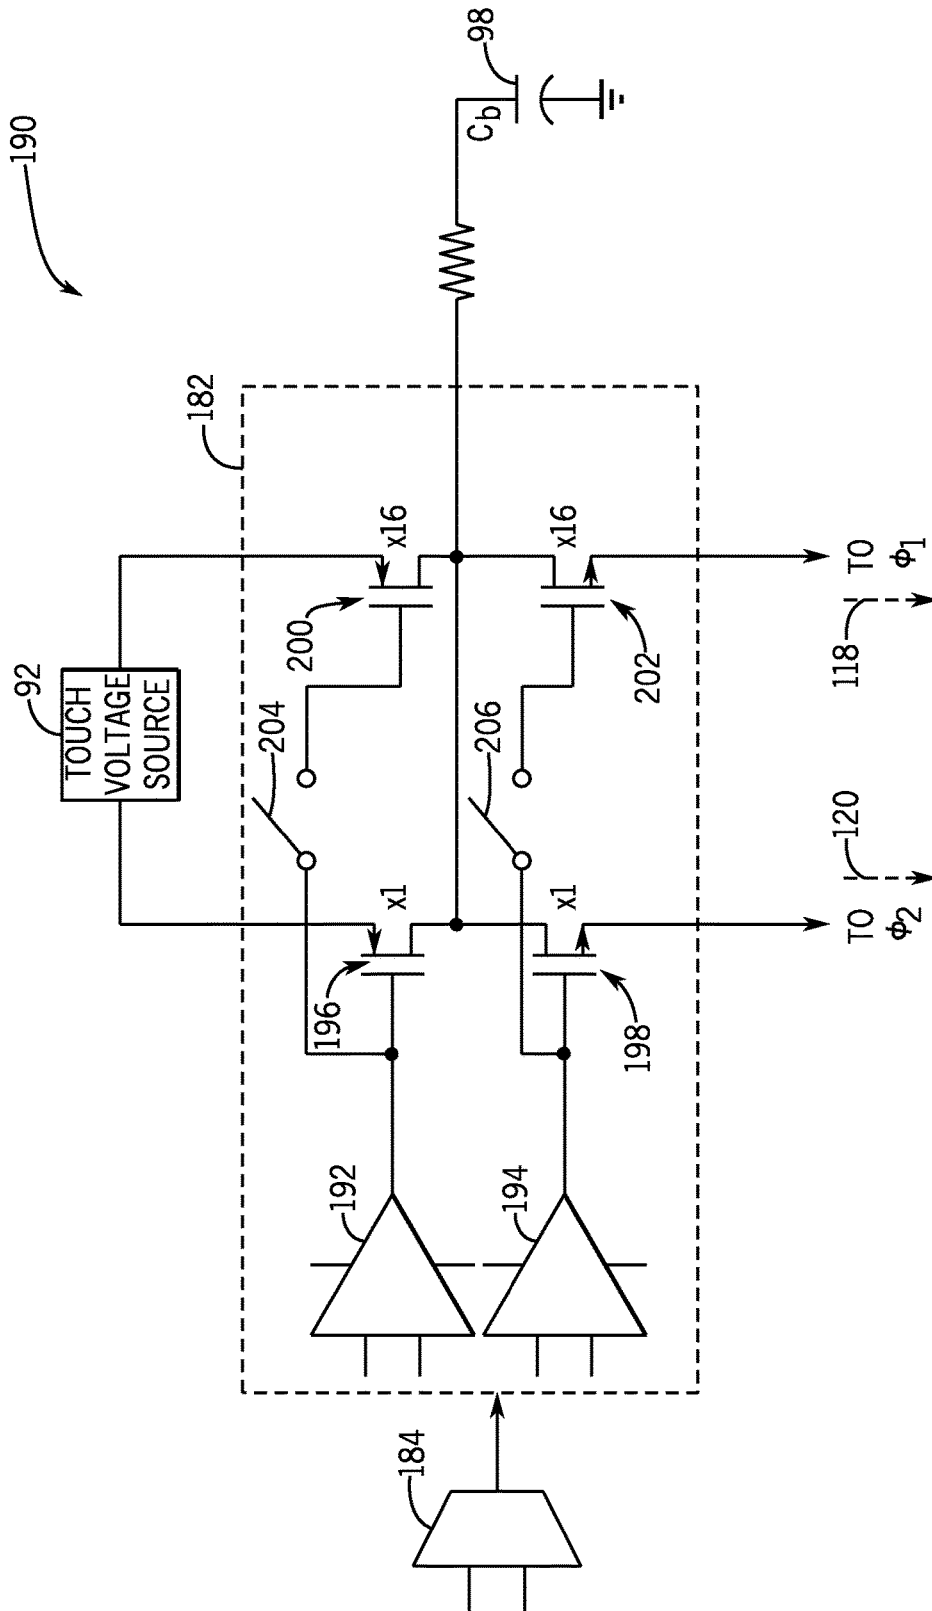 190
98
C_b
182
92
TOUCH
VOLTAGE
SOURCE
204
200
x16
196
x1
206
202
x16
198
x1
192
194
184
TO
ϕ1
118
TO
ϕ2
120